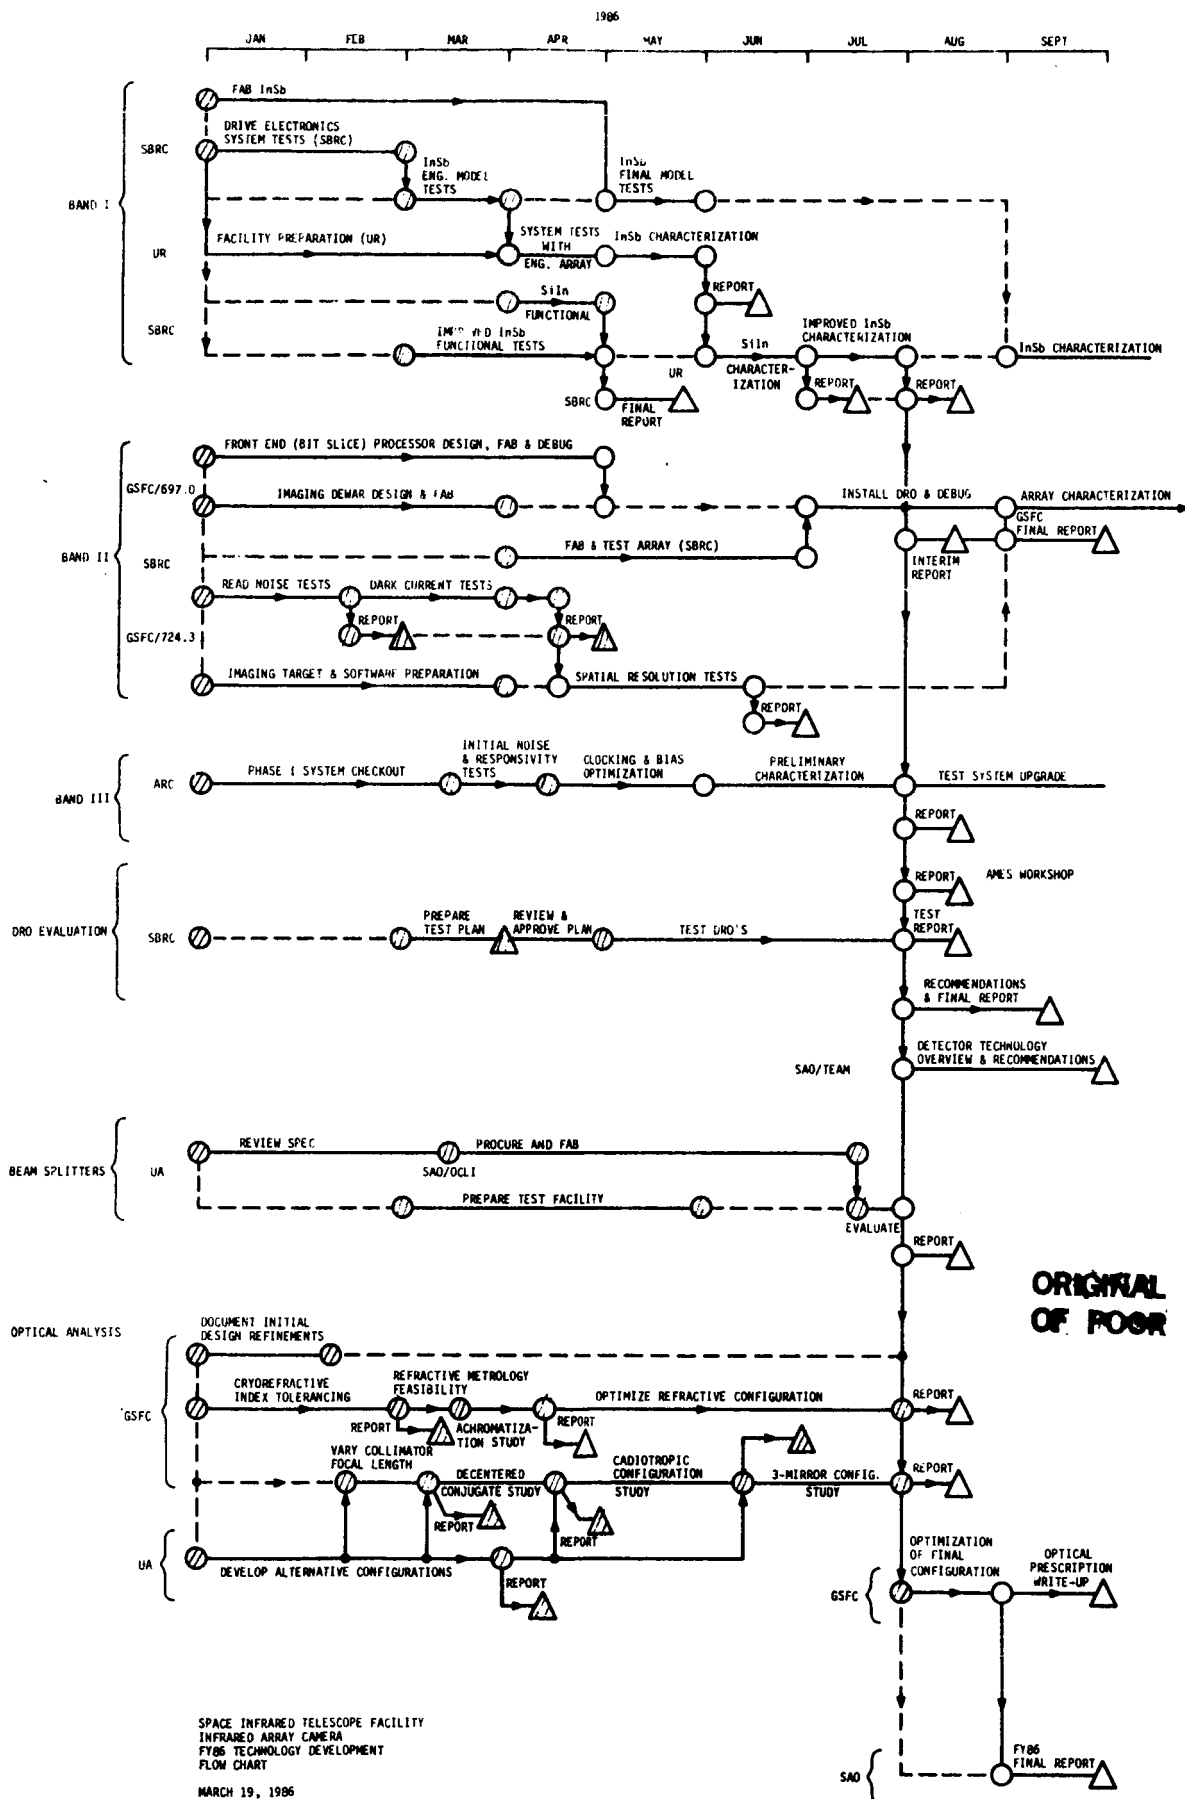 1986
JAN FEB MAR APR MAY JUN JUL AUG SEPT
FAB InSb
DRIVE ELECTRONICS
SYSTEM TESTS (SBRC)
SBRC
InSb
ENG. MODEL
TESTS
InSb
FINAL MODEL
TESTS
BAND I
UR
FACILITY PREPARATION (UR)
SYSTEM TESTS
WITH
ENG. ARRAY
InSb CHARACTERIZATION
REPORT
SiIn
FUNCTIONAL
SBRC
InSb
FUNCTIONAL TESTS
SiIn
CHARACTER-
IZATION
IMPROVED InSb
CHARACTERIZATION
InSb CHARACTERIZATION
UR
REPORT
REPORT
SBRC
FINAL
REPORT
FRONT END (BIT SLICE) PROCESSOR DESIGN, FAB & DEBUG
GSFC/697.0
IMAGING DEWAR DESIGN & FAB
INSTALL DRO & DEBUG
ARRAY CHARACTERIZATION
GSFC
FINAL REPORT
BAND II
SBRC
FAB & TEST ARRAY (SBRC)
INTERIM
REPORT
READ NOISE TESTS
DARK CURRENT TESTS
REPORT
REPORT
GSFC/724.3
IMAGING TARGET & SOFTWARE PREPARATION
SPATIAL RESOLUTION TESTS
REPORT
BAND III
ARC
PHASE I SYSTEM CHECKOUT
INITIAL NOISE
& RESPONSIVITY
TESTS
CLOCKING & BIAS
OPTIMIZATION
PRELIMINARY
CHARACTERIZATION
TEST SYSTEM UPGRADE
REPORT
REPORT
AMES WORKSHOP
DRO EVALUATION
SBRC
PREPARE
TEST PLAN
REVIEW &
APPROVE PLAN
TEST DRO'S
TEST
REPORT
RECOMMENDATIONS
& FINAL REPORT
SAO/TEAM
DETECTOR TECHNOLOGY
OVERVIEW & RECOMMENDATIONS
BEAM SPLITTERS
UA
REVIEW SPEC
SAO/OCLI
PROCURE AND FAB
PREPARE TEST FACILITY
EVALUATE
REPORT
ORIGINAL
OF POOR
OPTICAL ANALYSIS
DOCUMENT INITIAL
DESIGN REFINEMENTS
GSFC
CRYOREFRACTIVE
INDEX TOLERANCING
REFRACTIVE METROLOGY
FEASIBILITY
OPTIMIZE REFRACTIVE CONFIGURATION
REPORT
REPORT
ACHROMATIZA-
TION STUDY
REPORT
VARY COLLIMATOR
FOCAL LENGTH
DECENTERED
CONJUGATE STUDY
CADIOTROPIC
CONFIGURATION
STUDY
3-MIRROR CONFIG.
STUDY
REPORT
REPORT
REPORT
UA
DEVELOP ALTERNATIVE CONFIGURATIONS
REPORT
OPTIMIZATION
OF FINAL
CONFIGURATION
OPTICAL
PRESCRIPTION
WRITE-UP
GSFC
SPACE INFRARED TELESCOPE FACILITY
INFRARED ARRAY CAMERA
FY86 TECHNOLOGY DEVELOPMENT
FLOW CHART
MARCH 19, 1986
SAO
FY86
FINAL REPORT